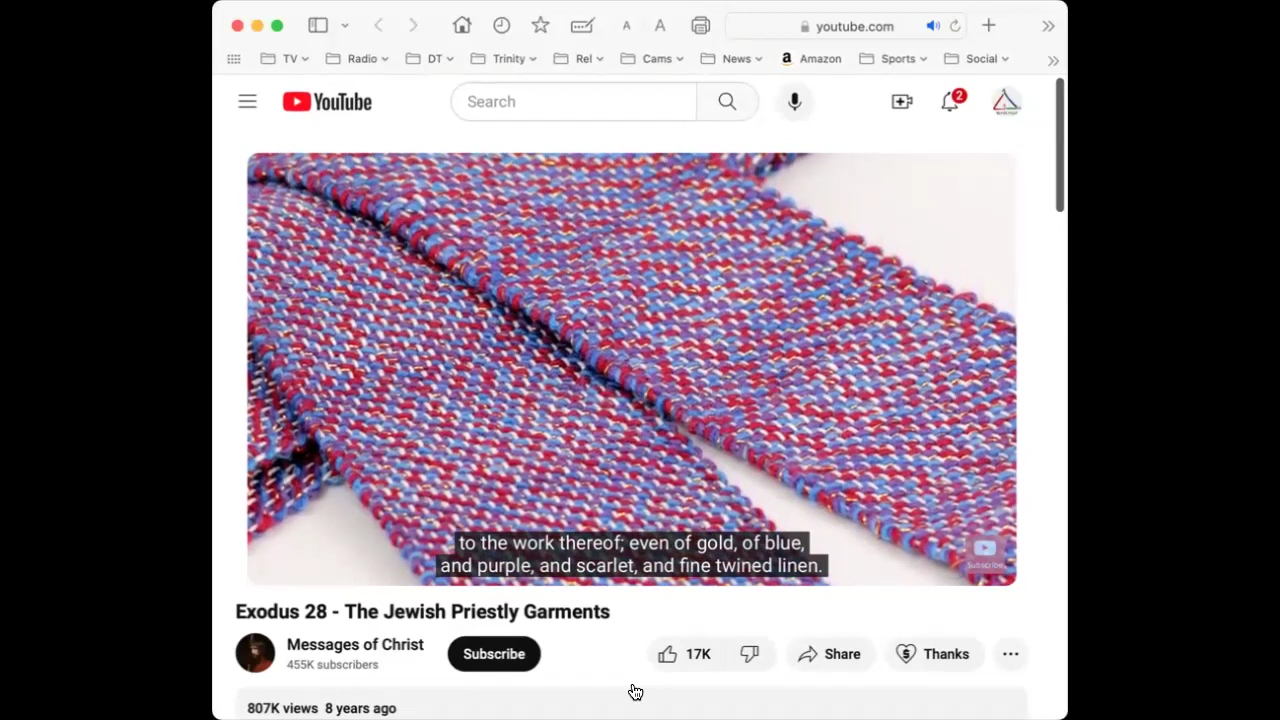 youtube.com
TV
Radio
DT
Trinity
Rel
Cams
News
Amazon
Sports
Social
YouTube
Search
2
to the work thereof; even of gold, of blue,
and purple, and scarlet, and fine twined linen.
Subscribe
Exodus 28 - The Jewish Priestly Garments
Messages of Christ
455K subscribers
Subscribe
17K
Share
Thanks
807K views 8 years ago